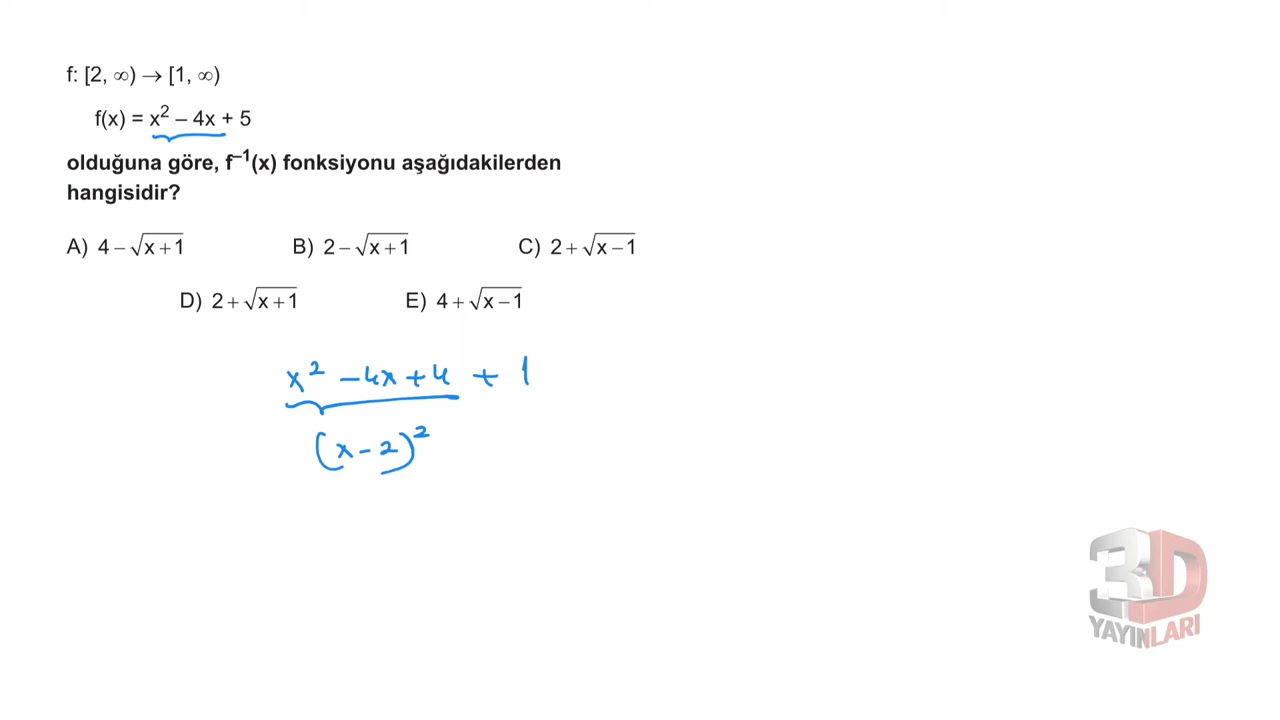 f: [2, ∞) → [1, ∞)
f(x) = x² – 4x + 5
olduğuna göre, f⁻¹(x) fonksiyonu aşağıdakilerden
hangisidir?
A) 4 – √(x + 1) B) 2 – √(x + 1) C) 2 + √(x – 1)
D) 2 + √(x + 1) E) 4 + √(x – 1)
x² – 4x + 4 + 1
(x – 2)²
3D
YAYINLARI